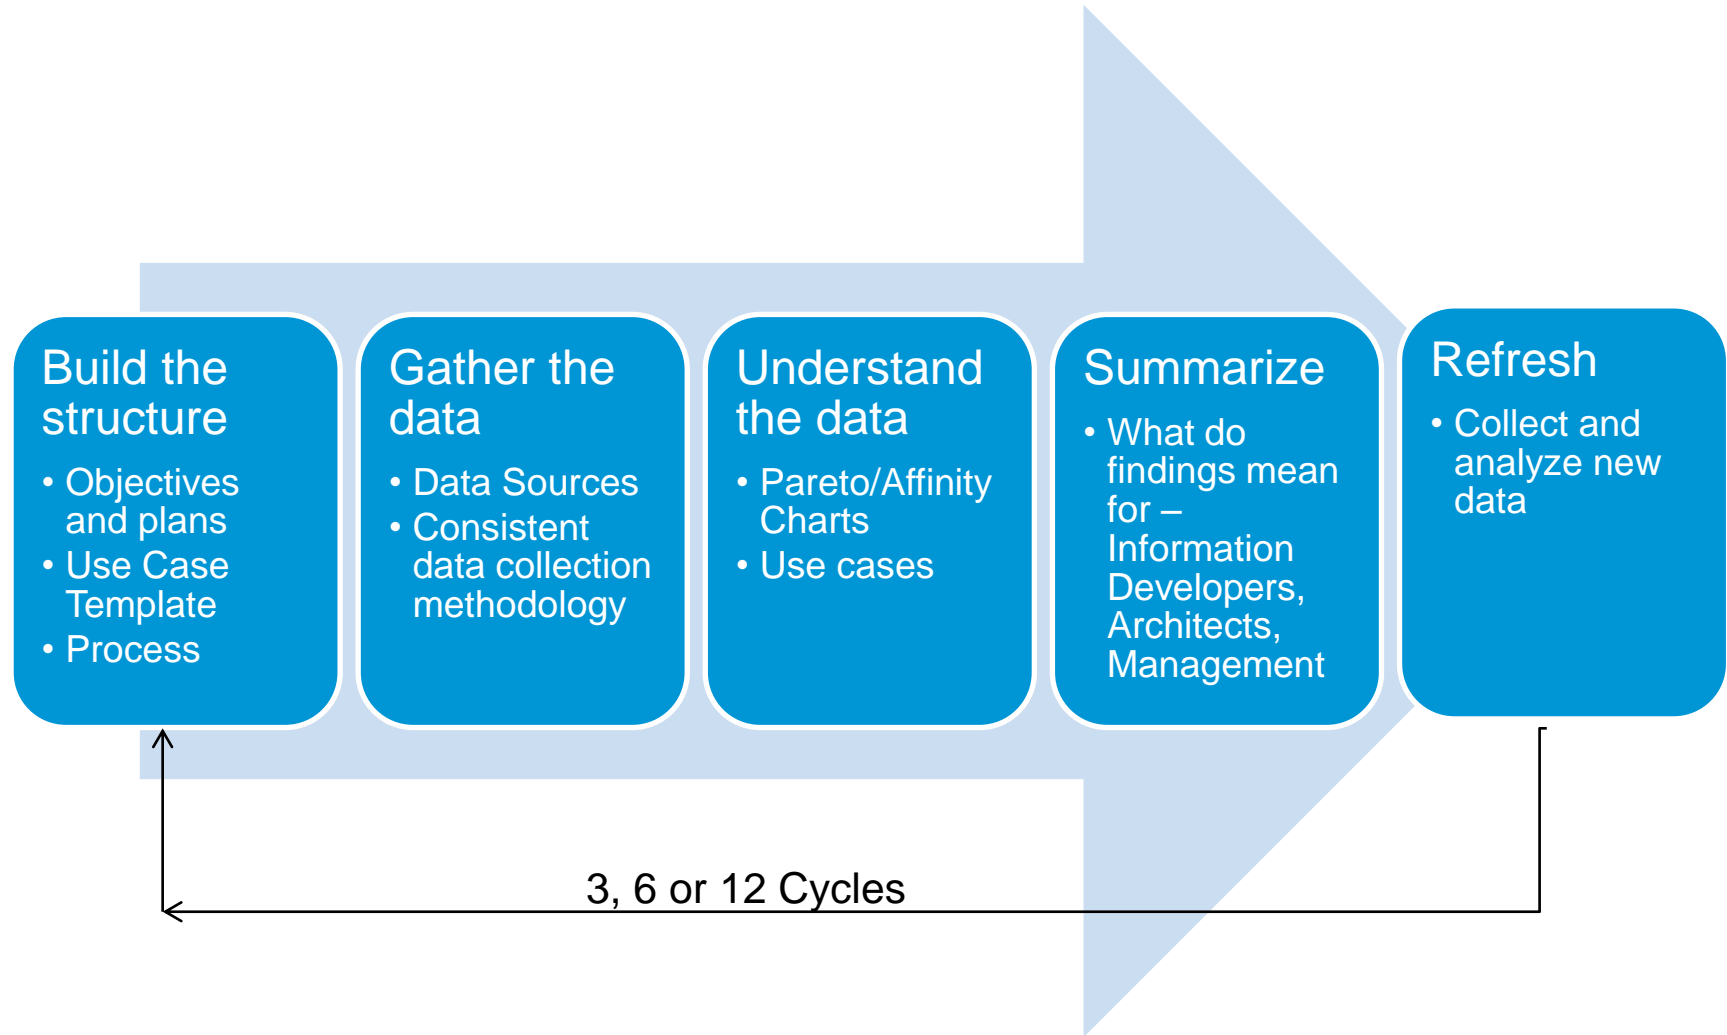 Build the
structure
• Objectives
and plans
• Use Case
Template
• Process
Gather the
data
• Data Sources
• Consistent
data collection
methodology
Understand
the data
• Pareto/Affinity
Charts
• Use cases
Summarize
• What do
findings mean
for –
Information
Developers,
Architects,
Management
Refresh
• Collect and
analyze new
data
3, 6 or 12 Cycles